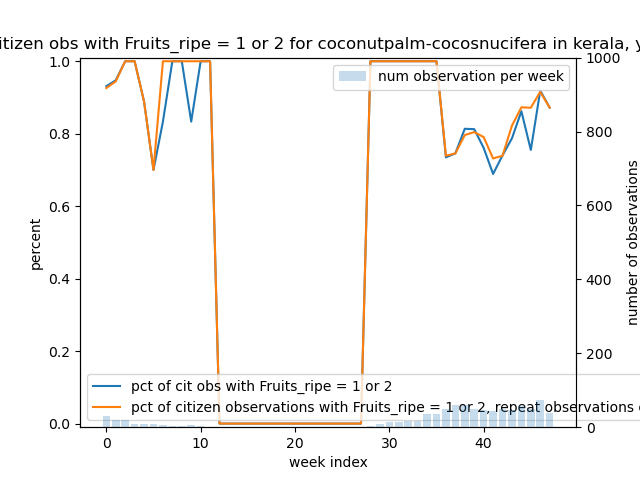 itizen obs with Fruits_ripe = 1 or 2 for coconutpalm-cocosnucifera in kerala, y
num observation per week
1.0
0.8
0.6
0.4
0.2
0.0
percent
1000
800
600
400
200
0
number of observations
pct of cit obs with Fruits_ripe = 1 or 2
pct of citizen observations with Fruits_ripe = 1 or 2, repeat observations
0 10 20 30 40
week index